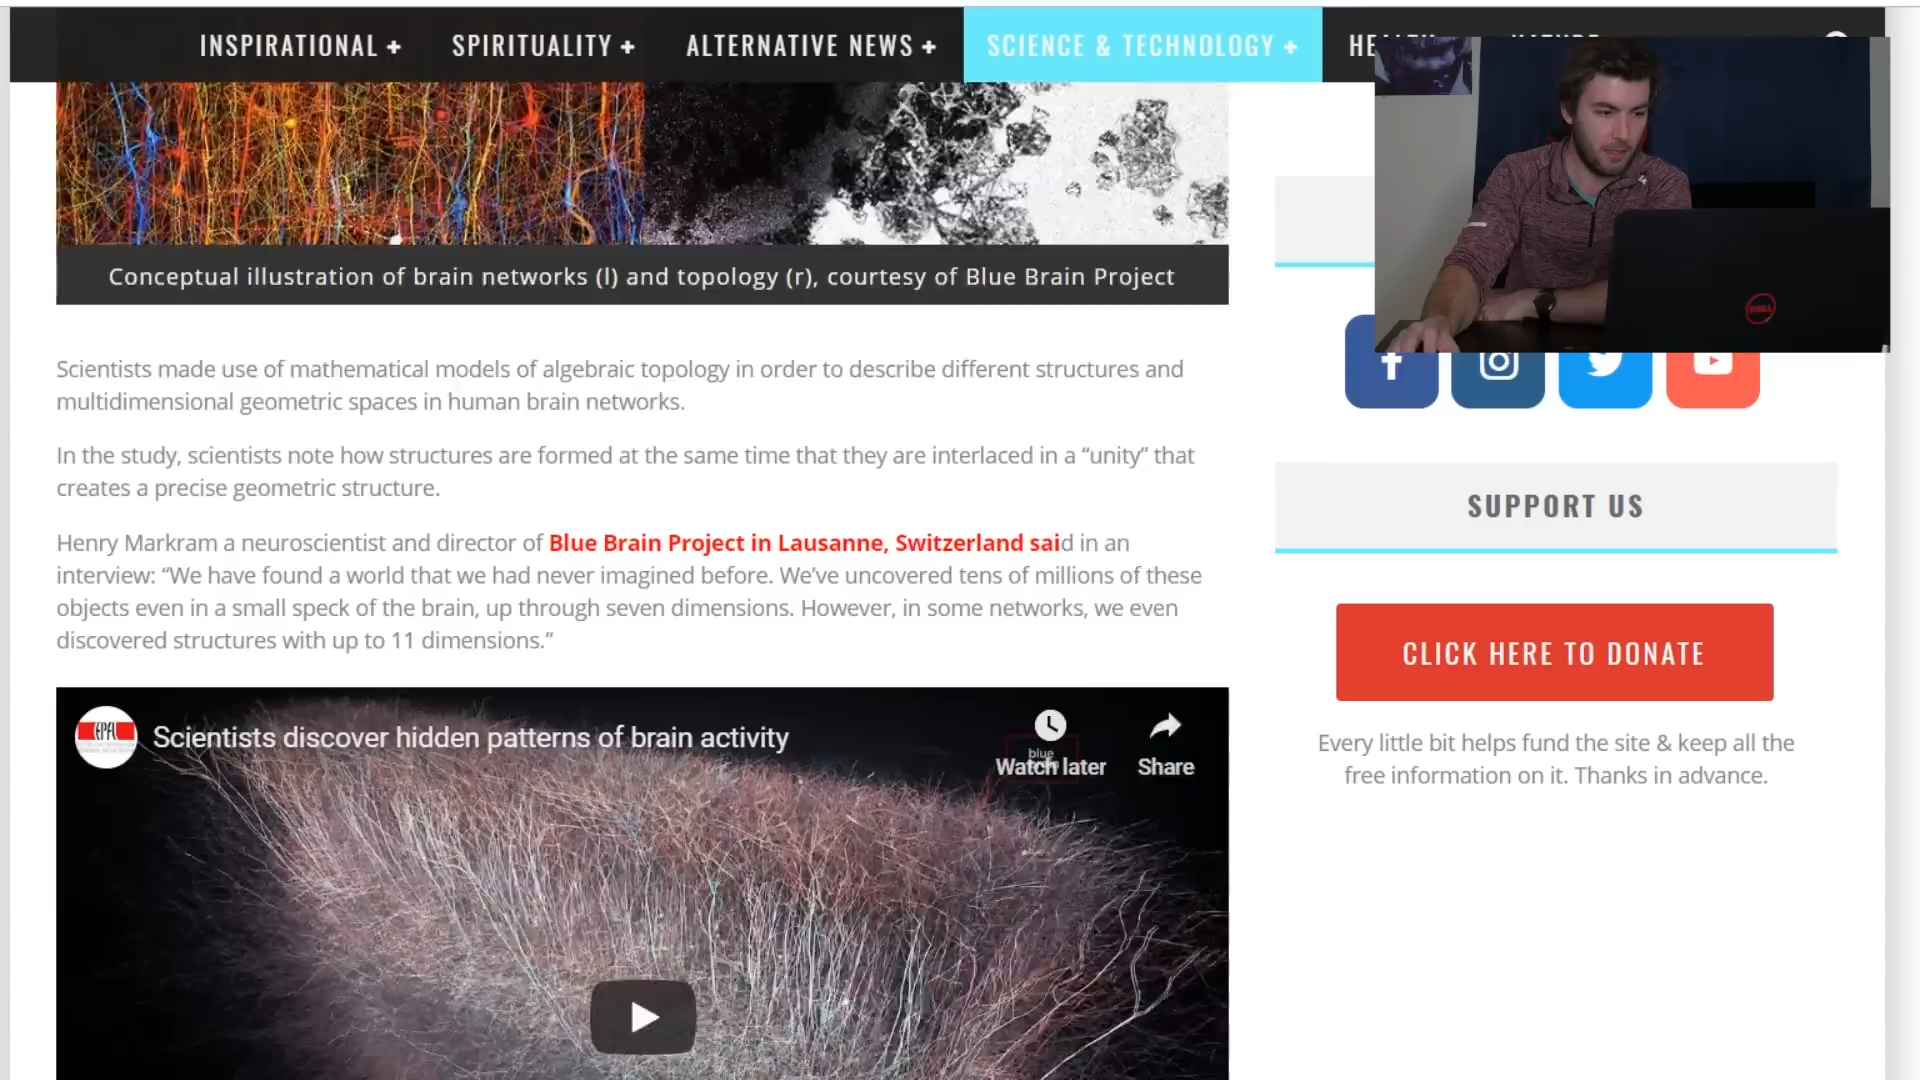 INSPIRATIONAL + SPIRITUALITY + ALTERNATIVE NEWS + SCIENCE & TECHNOLOGY +
Conceptual illustration of brain networks (l) and topology (r), courtesy of Blue Brain Project
DELL
Scientists made use of mathematical models of algebraic topology in order to describe different structures and
multidimensional geometric spaces in human brain networks.
In the study, scientists note how structures are formed at the same time that they are interlaced in a “unity” that
creates a precise geometric structure.
Henry Markram a neuroscientist and director of Blue Brain Project in Lausanne, Switzerland said in an
interview: “We have found a world that we had never imagined before. We’ve uncovered tens of millions of these
objects even in a small speck of the brain, up through seven dimensions. However, in some networks, we even
discovered structures with up to 11 dimensions.”
EPFL
Scientists discover hidden patterns of brain activity
blue
Watch later
Share
SUPPORT US
CLICK HERE TO DONATE
Every little bit helps fund the site & keep all the
free information on it. Thanks in advance.